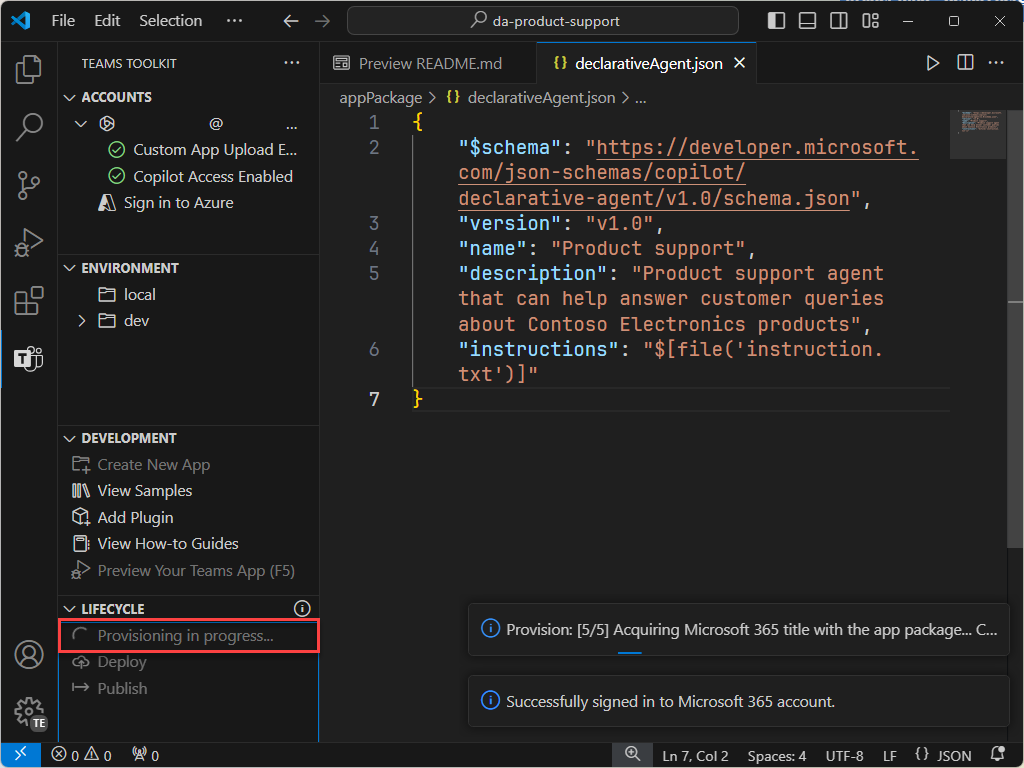 File Edit Selection ··· da-product-support
TEAMS TOOLKIT ···
ACCOUNTS
@ ...
Custom App Upload E...
Copilot Access Enabled
Sign in to Azure
ENVIRONMENT
local
dev
DEVELOPMENT
Create New App
View Samples
Add Plugin
View How-to Guides
Preview Your Teams App (F5)
LIFECYCLE
Provisioning in progress...
Deploy
Publish
Preview README.md {} declarativeAgent.json
appPackage > {} declarativeAgent.json > ...
1 {
2 "$schema": "https://developer.microsoft.
com/json-schemas/copilot/
declarative-agent/v1.0/schema.json",
3 "version": "v1.0",
4 "name": "Product support",
5 "description": "Product support agent
that can help answer customer queries
about Contoso Electronics products",
6 "instructions": "$[file('instruction.
txt')]"
7 }
Provision: [5/5] Acquiring Microsoft 365 title with the app package... C...
Successfully signed in to Microsoft 365 account.
TE
0 0 0 Ln 7, Col 2 Spaces: 4 UTF-8 LF {} JSON